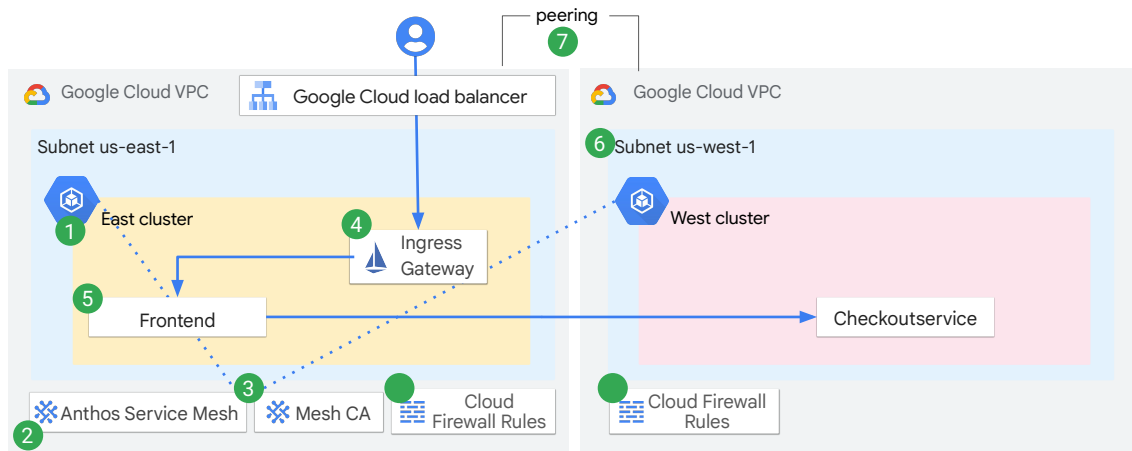 peering
7
Google Cloud VPC
Google Cloud load balancer
Google Cloud VPC
Subnet us-east-1
6
Subnet us-west-1
1
East cluster
4
Ingress
Gateway
West cluster
5
Frontend
Checkoutservice
3
2
Anthos Service Mesh
Mesh CA
Cloud
Firewall Rules
Cloud Firewall
Rules